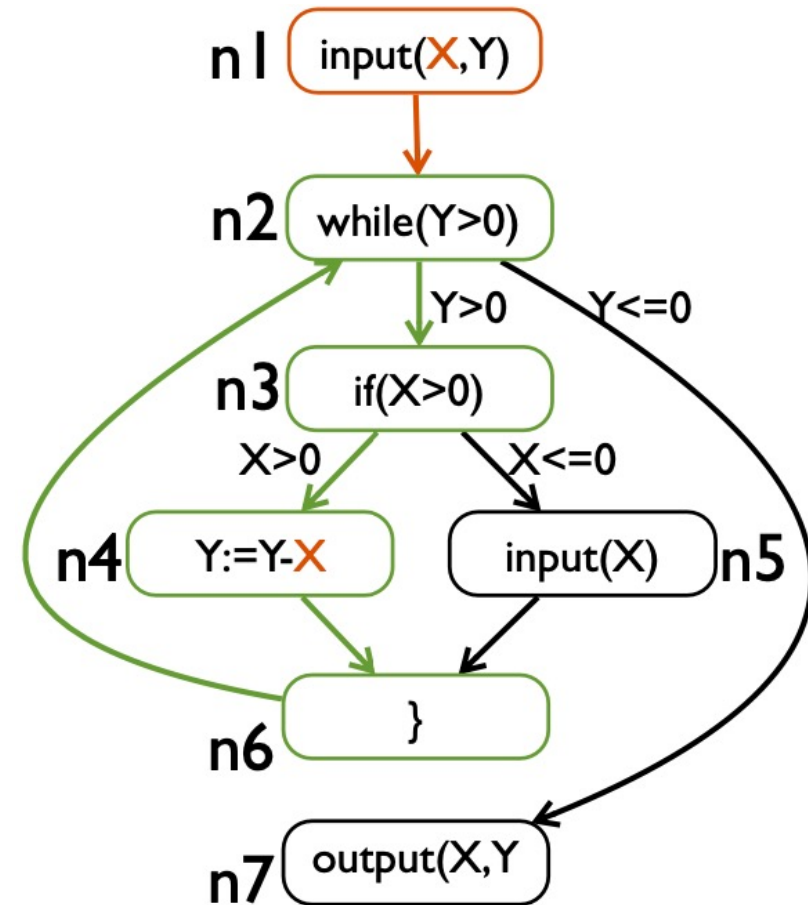 n1 input(X,Y)
n2 while(Y>0)
Y>0 Y<=0
n3 if(X>0)
X>0 X<=0
n4 Y:=Y-X input(X) n5
}
n6
output(X,Y
n7